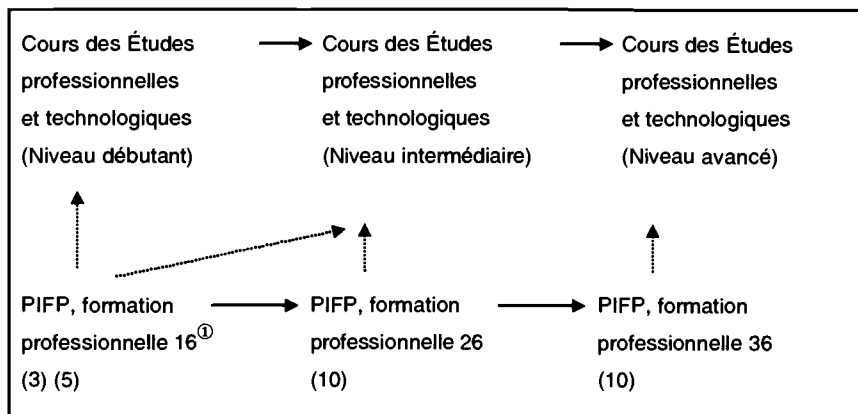 Cours des Études
professionnelles
et technologiques
(Niveau débutant)
Cours des Études
professionnelles
et technologiques
(Niveau intermédiaire)
Cours des Études
professionnelles
et technologiques
(Niveau avancé)
PIFP, formation
professionnelle 16①
(3) (5)
PIFP, formation
professionnelle 26
(10)
PIFP, formation
professionnelle 36
(10)